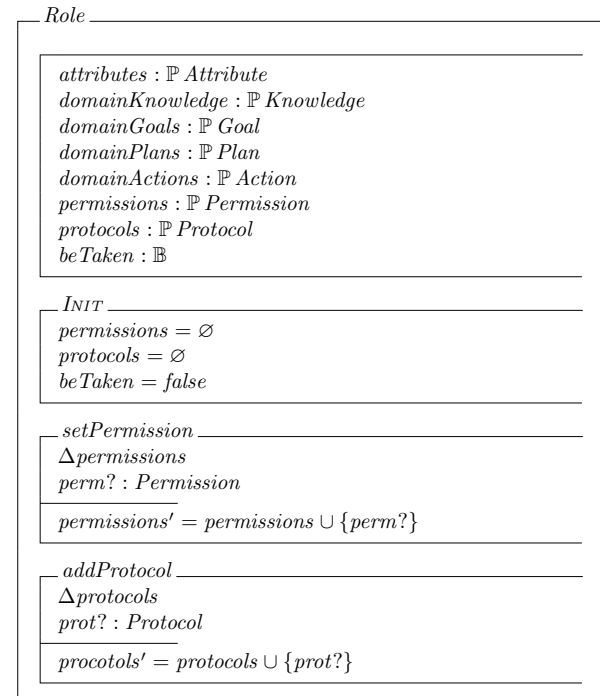 Role
attributes : ℙ Attribute
domainKnowledge : ℙ Knowledge
domainGoals : ℙ Goal
domainPlans : ℙ Plan
domainActions : ℙ Action
permissions : ℙ Permission
protocols : ℙ Protocol
beTaken : 𝔹
INIT
permissions = ∅
protocols = ∅
beTaken = false
setPermission
Δpermissions
perm? : Permission
permissions′ = permissions ∪ {perm?}
addProtocol
Δprotocols
prot? : Protocol
procotols′ = protocols ∪ {prot?}